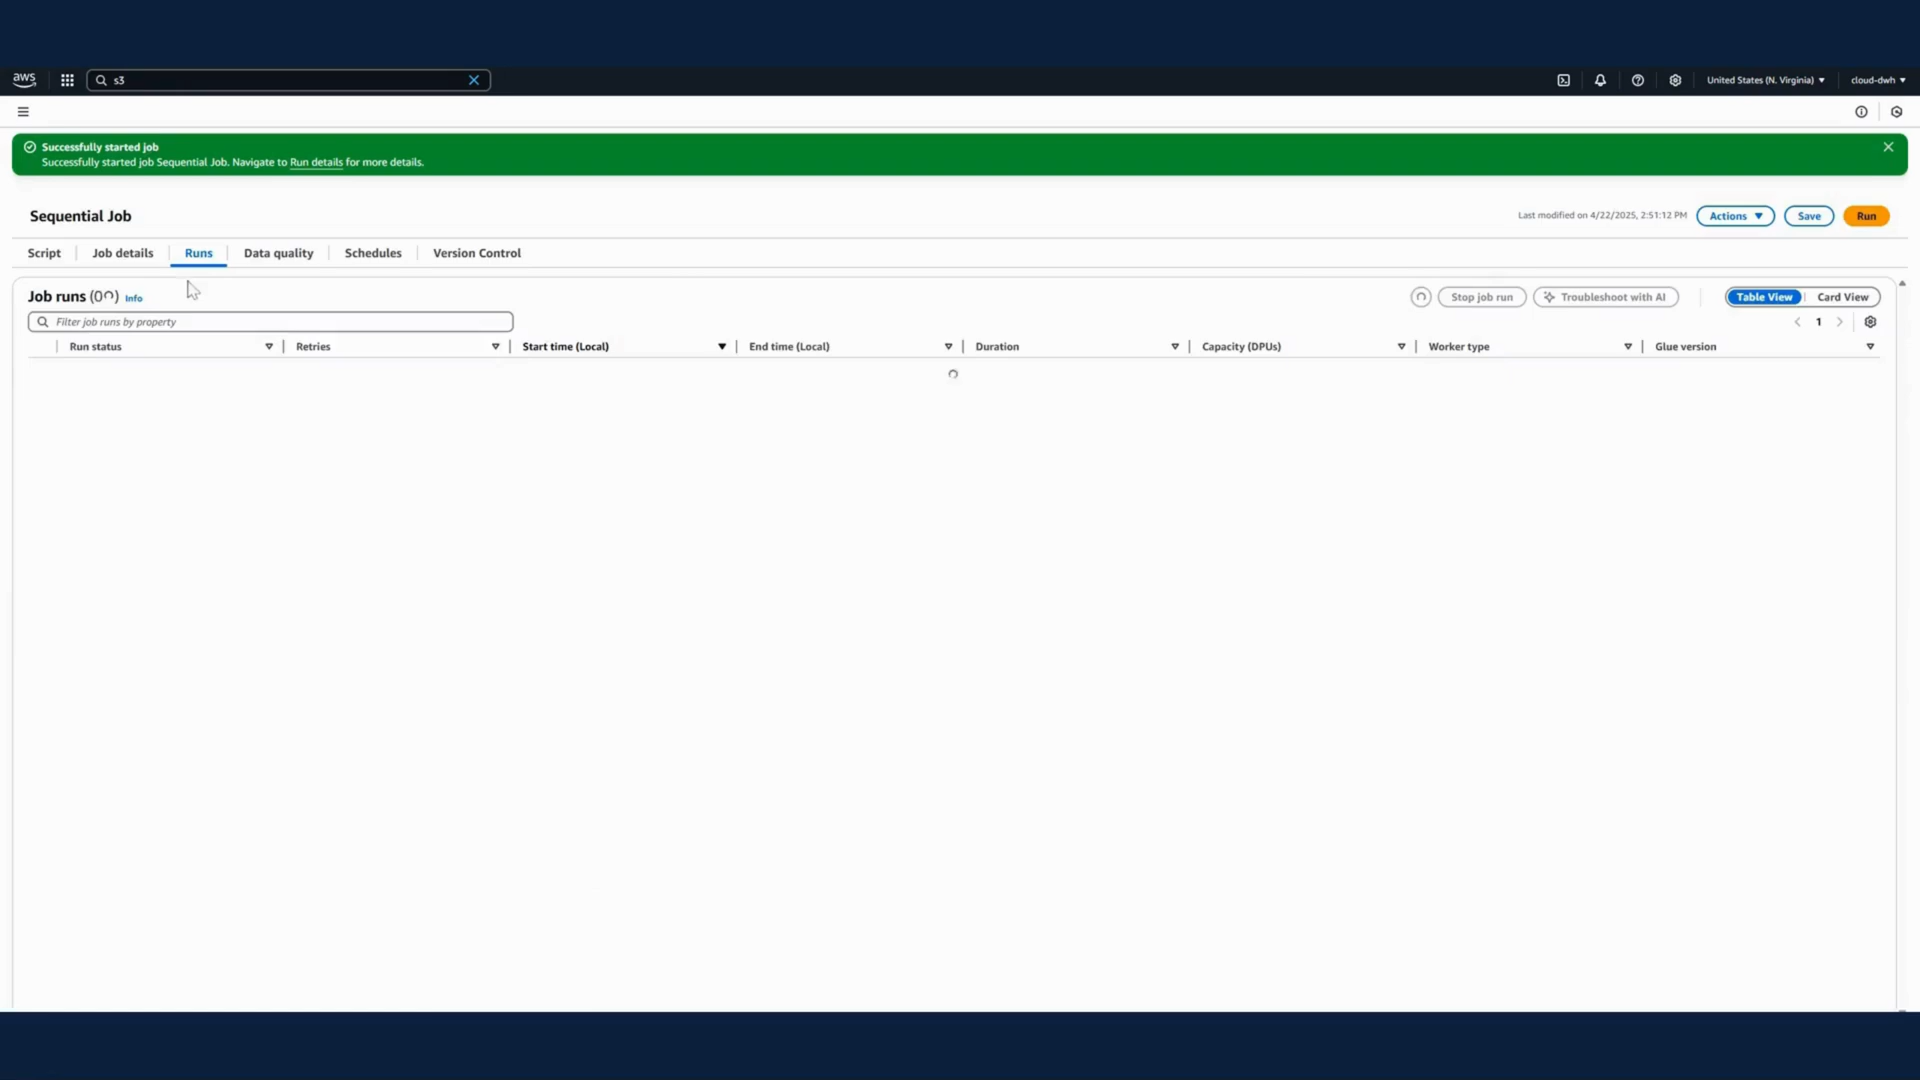 aws s3 United States (N. Virginia) cloud-dwh
Successfully started job
Successfully started job Sequential Job. Navigate to Run details for more details.
Sequential Job Last modified on 4/22/2025, 2:51:12 PM Actions Save Run
Script Job details Runs Data quality Schedules Version Control
Job runs (0) Info Stop job run Troubleshoot with AI Table View Card View
Filter job runs by property 1
Run status Retries Start time (Local) End time (Local) Duration Capacity (DPUs) Worker type Glue version